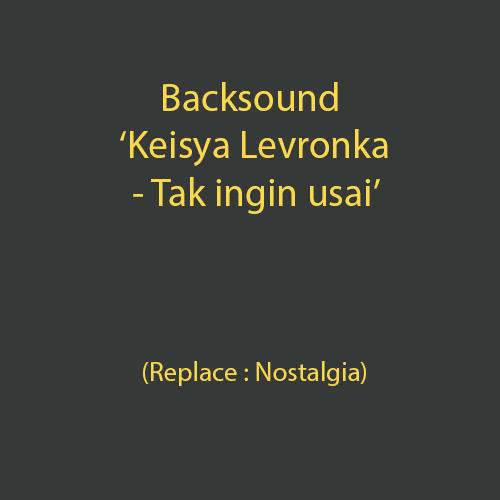 Backsound
‘Keisya Levronka
- Tak ingin usai’
(Replace : Nostalgia)